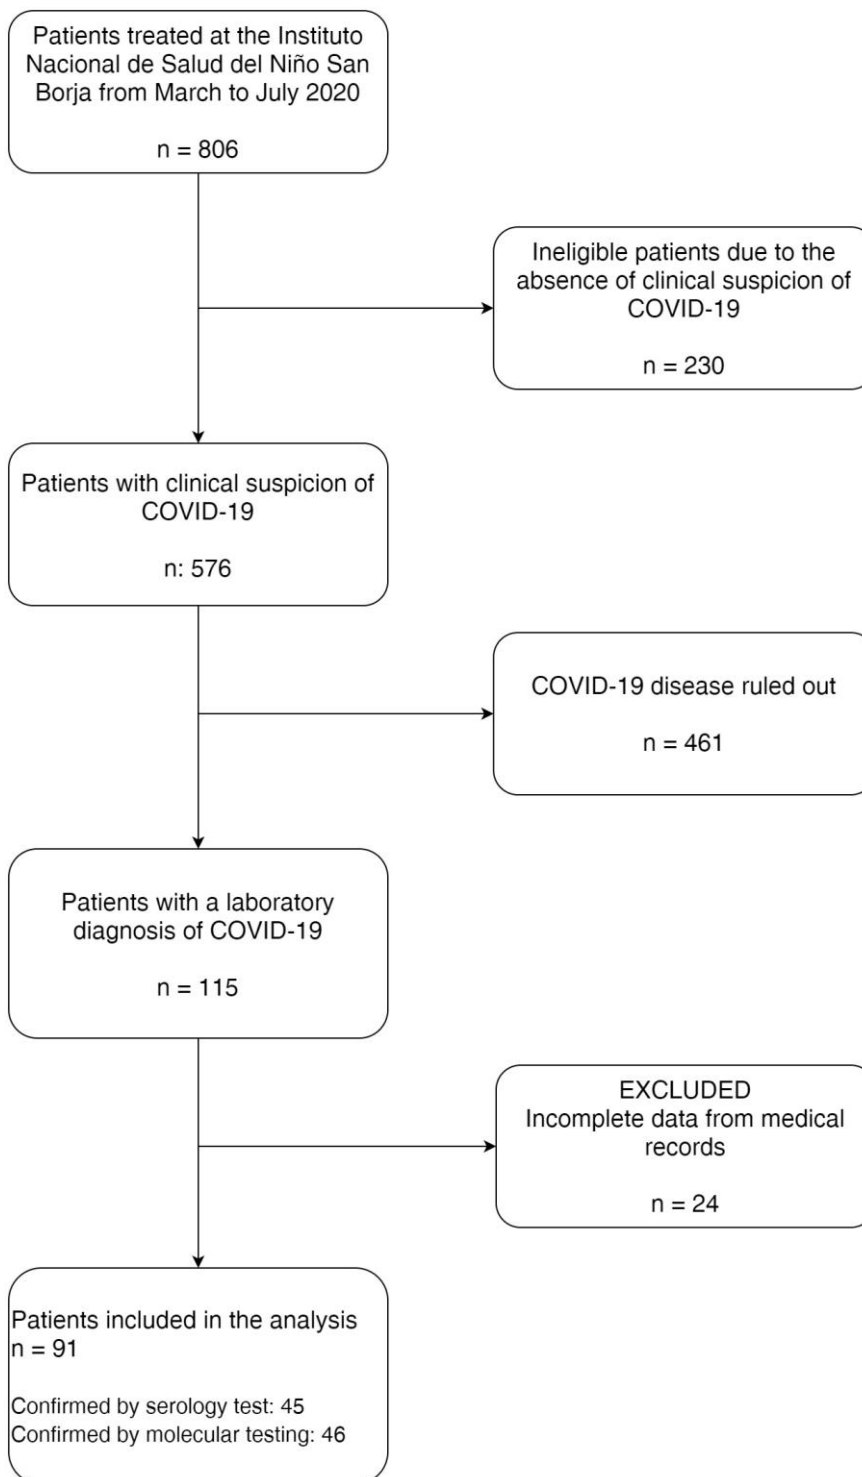 Patients treated at the Instituto
Nacional de Salud del Niño San
Borja from March to July 2020
n = 806
Ineligible patients due to the
absence of clinical suspicion of
COVID-19
n = 230
Patients with clinical suspicion of
COVID-19
n: 576
COVID-19 disease ruled out
n = 461
Patients with a laboratory
diagnosis of COVID-19
n = 115
EXCLUDED
Incomplete data from medical
records
n = 24
Patients included in the analysis
n = 91
Confirmed by serology test: 45
Confirmed by molecular testing: 46